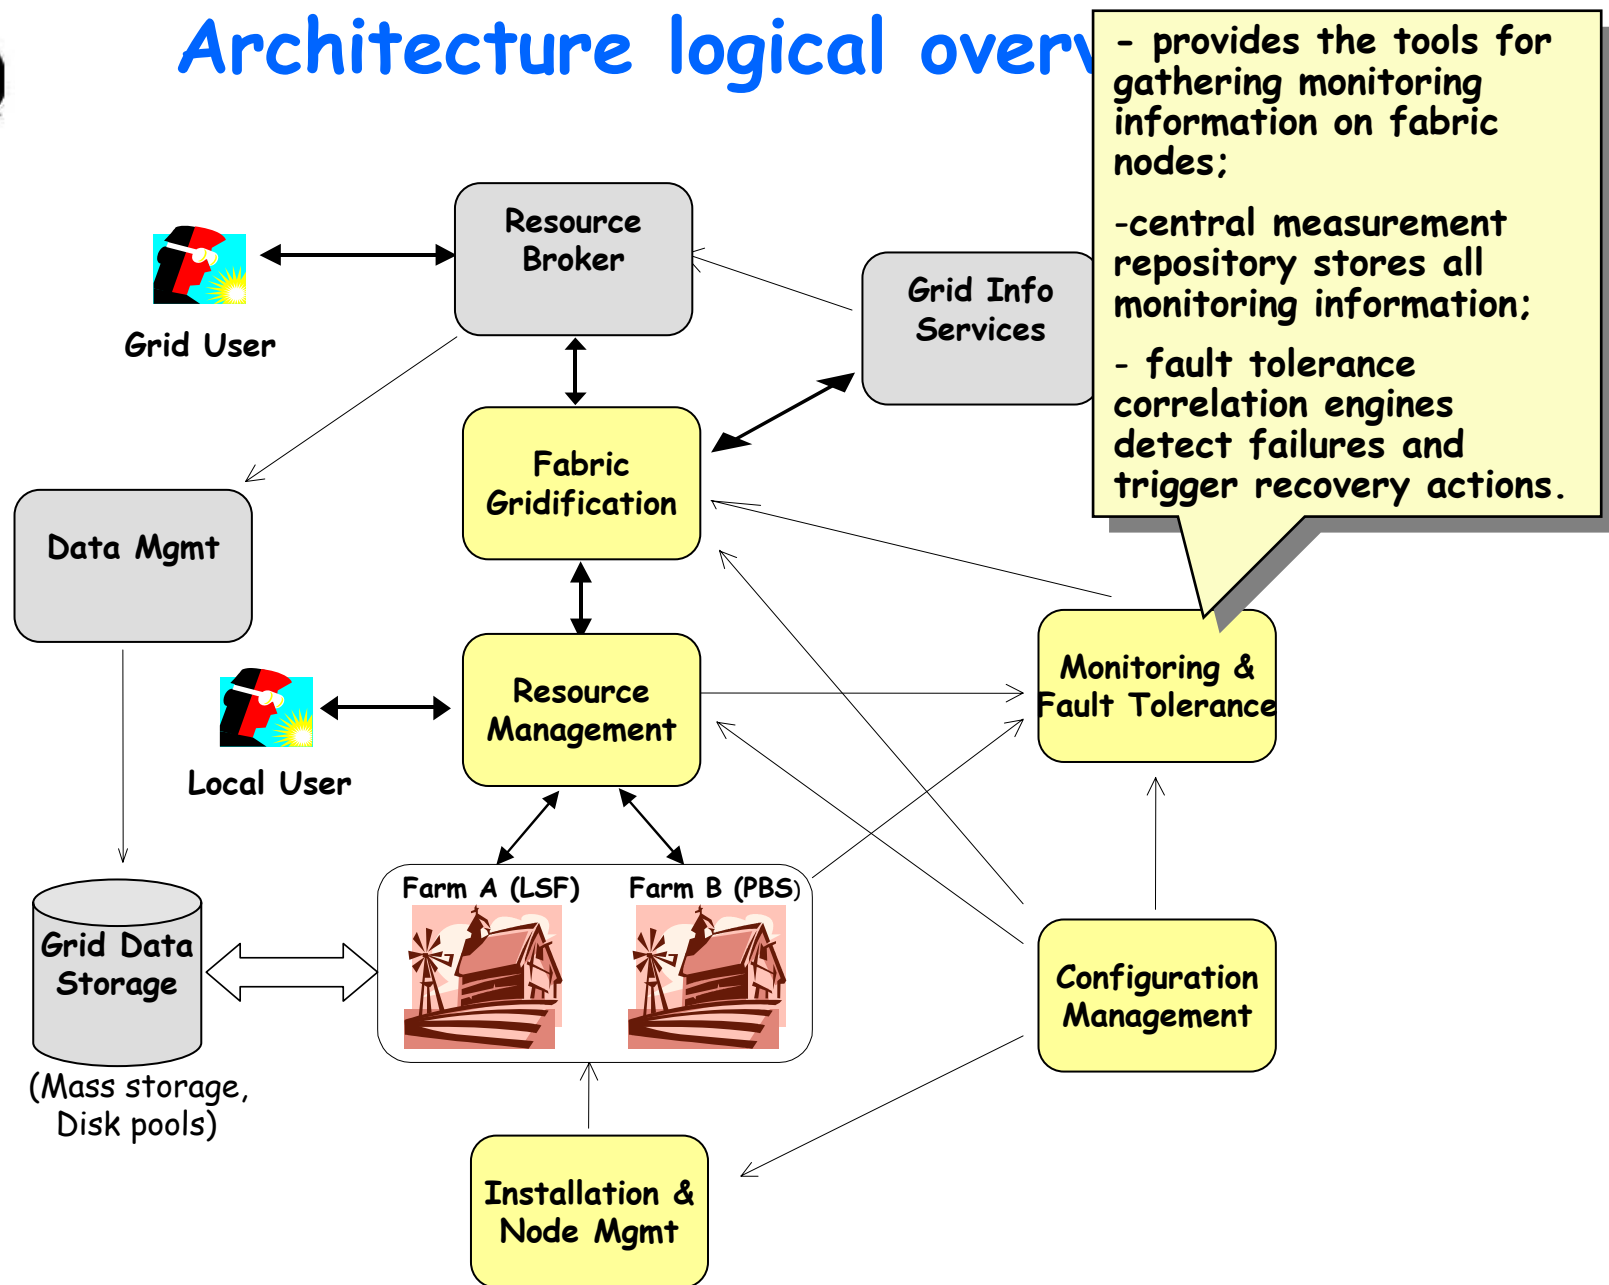 Architecture logical overv
- provides the tools for
gathering monitoring
information on fabric
nodes;
-central measurement
repository stores all
monitoring information;
- fault tolerance
correlation engines
detect failures and
trigger recovery actions.
Resource
Broker
Grid Info
Services
Grid User
Fabric
Gridification
Data Mgmt
Resource
Management
Monitoring &
Fault Tolerance
Local User
Farm A (LSF)
Farm B (PBS)
Grid Data
Storage
Configuration
Management
(Mass storage,
Disk pools)
Installation &
Node Mgmt